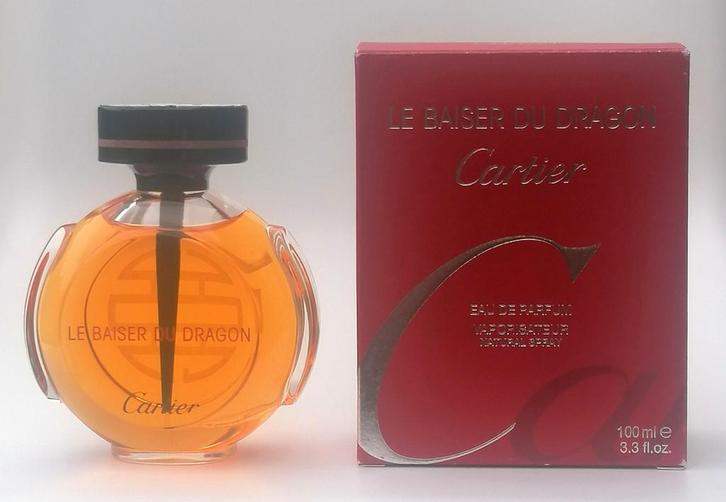 LE BAISER DU DRAGON
Cartier
LE BAISER DU DRAGON
Cartier
EAU DE PARFUM
VAPORISATEUR
NATURAL SPRAY
100 ml e
3.3 fl.oz.